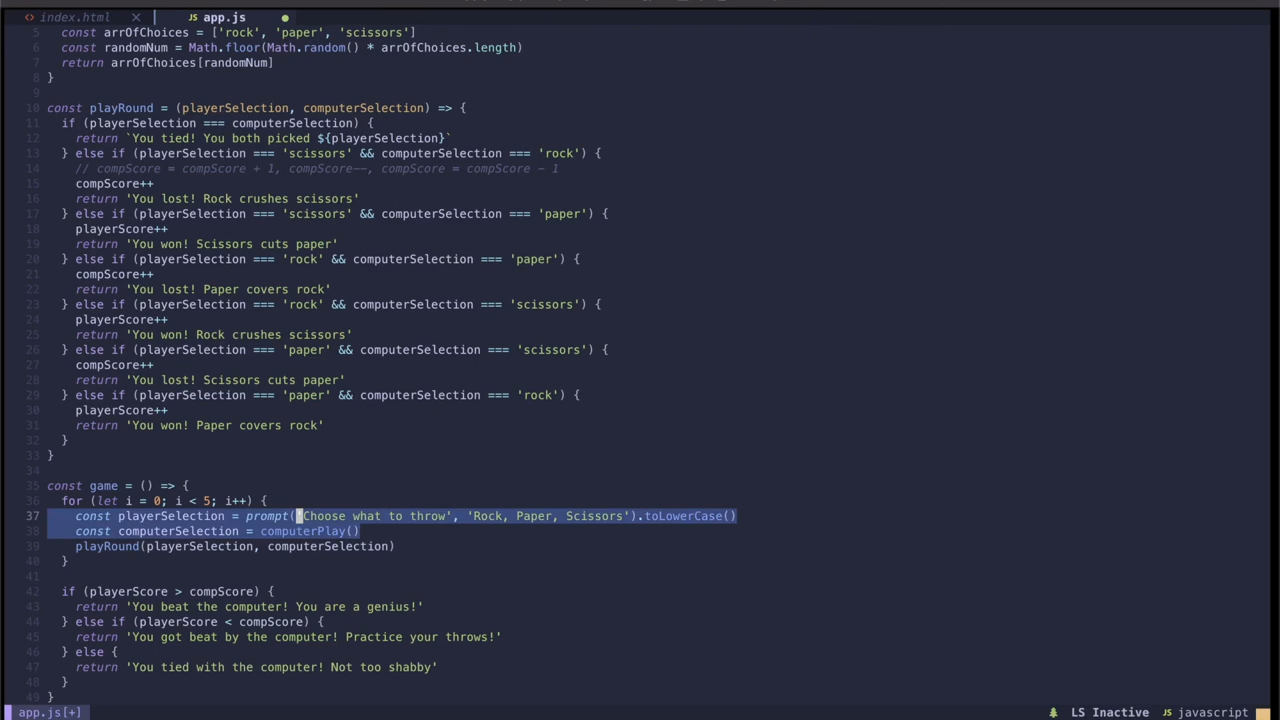 <> index.html ✕ JS app.js ●
5 const arrOfChoices = ['rock', 'paper', 'scissors']
6 const randomNum = Math.floor(Math.random() * arrOfChoices.length)
7 return arrOfChoices[randomNum]
8 }
9
10 const playRound = (playerSelection, computerSelection) => {
11 if (playerSelection === computerSelection) {
12 return `You tied! You both picked ${playerSelection}`
13 } else if (playerSelection === 'scissors' && computerSelection === 'rock') {
14 // compScore = compScore + 1, compScore--, compScore = compScore - 1
15 compScore++
16 return 'You lost! Rock crushes scissors'
17 } else if (playerSelection === 'scissors' && computerSelection === 'paper') {
18 playerScore++
19 return 'You won! Scissors cuts paper'
20 } else if (playerSelection === 'rock' && computerSelection === 'paper') {
21 compScore++
22 return 'You lost! Paper covers rock'
23 } else if (playerSelection === 'rock' && computerSelection === 'scissors') {
24 playerScore++
25 return 'You won! Rock crushes scissors'
26 } else if (playerSelection === 'paper' && computerSelection === 'scissors') {
27 compScore++
28 return 'You lost! Scissors cuts paper'
29 } else if (playerSelection === 'paper' && computerSelection === 'rock') {
30 playerScore++
31 return 'You won! Paper covers rock'
32 }
33 }
34
35 const game = () => {
36 for (let i = 0; i < 5; i++) {
37 const playerSelection = prompt('Choose what to throw', 'Rock, Paper, Scissors').toLowerCase()
38 const computerSelection = computerPlay()
39 playRound(playerSelection, computerSelection)
40 }
41
42 if (playerScore > compScore) {
43 return 'You beat the computer! You are a genius!'
44 } else if (playerScore < compScore) {
45 return 'You got beat by the computer! Practice your throws!'
46 } else {
47 return 'You tied with the computer! Not too shabby'
48 }
49 }
app.js[+] LS Inactive JS javascript